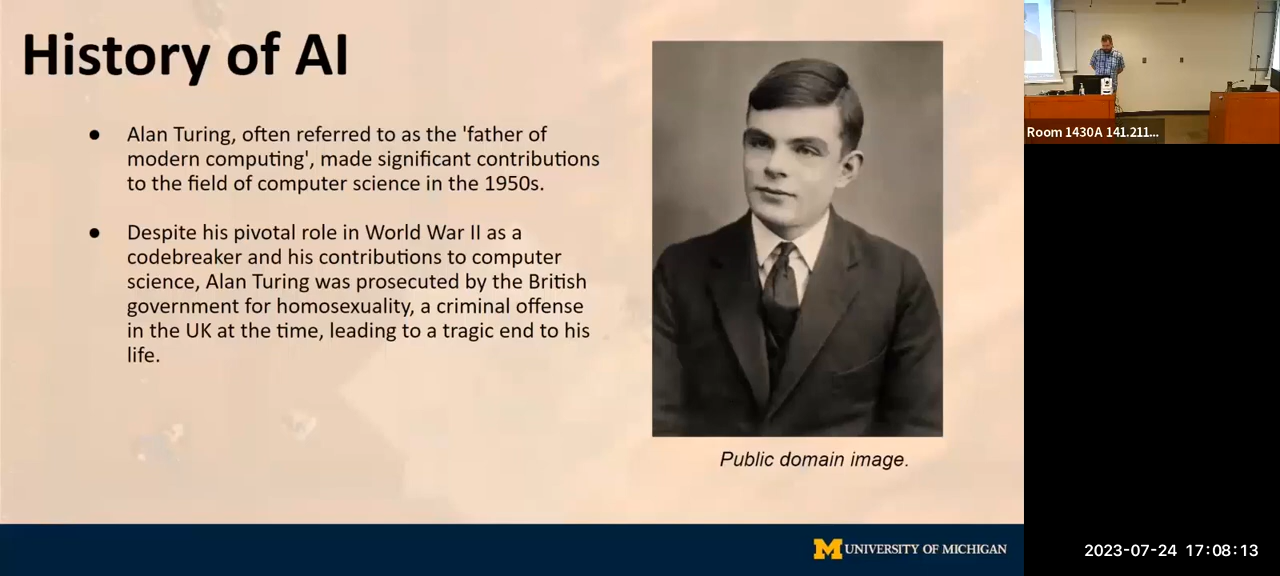 History of AI
● Alan Turing, often referred to as the 'father of
modern computing', made significant contributions
to the field of computer science in the 1950s.
● Despite his pivotal role in World War II as a
codebreaker and his contributions to computer
science, Alan Turing was prosecuted by the British
government for homosexuality, a criminal offense
in the UK at the time, leading to a tragic end to his
life.
Public domain image.
M UNIVERSITY OF MICHIGAN
Room 1430A 141.211...
2023-07-24 17:08:13